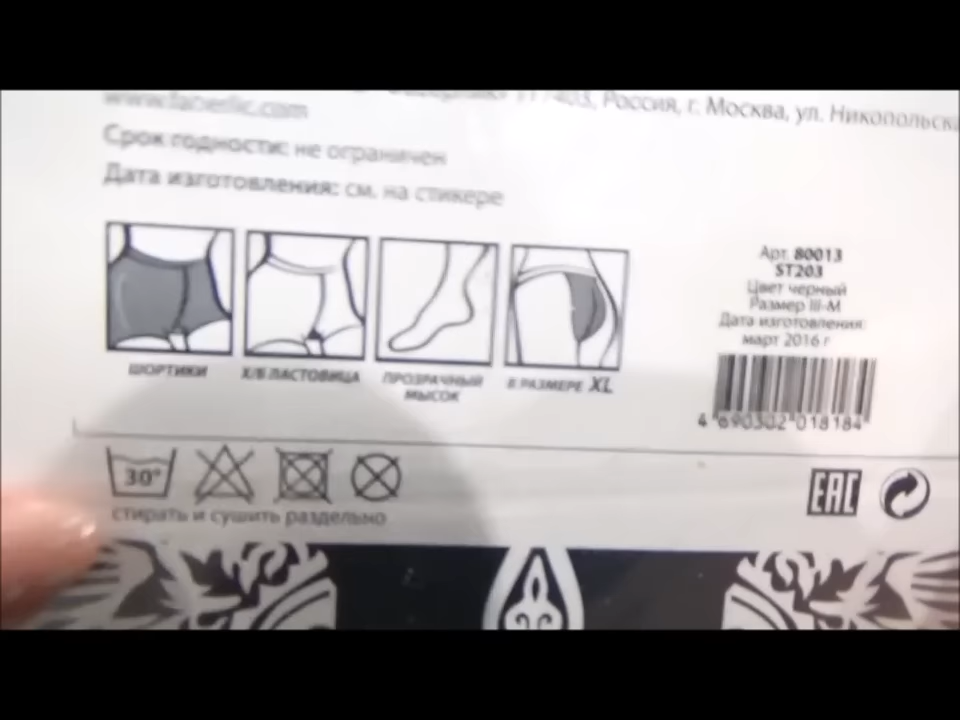 www.faberlic.com
117403, Россия, г. Москва, ул. Никопольска
Срок годности: не ограничен
Дата изготовления: см. на стикере
ШОРТИКИ
Х/Б ЛАСТОВИЦА
ПРОЗРАЧНЫЙ
МЫСОК
В РАЗМЕРЕ XL
Арт. 80013
ST203
Цвет черный
Размер III-M
Дата изготовления:
март 2016 г
4 690302 018184
30°
стирать и сушить раздельно
EAC